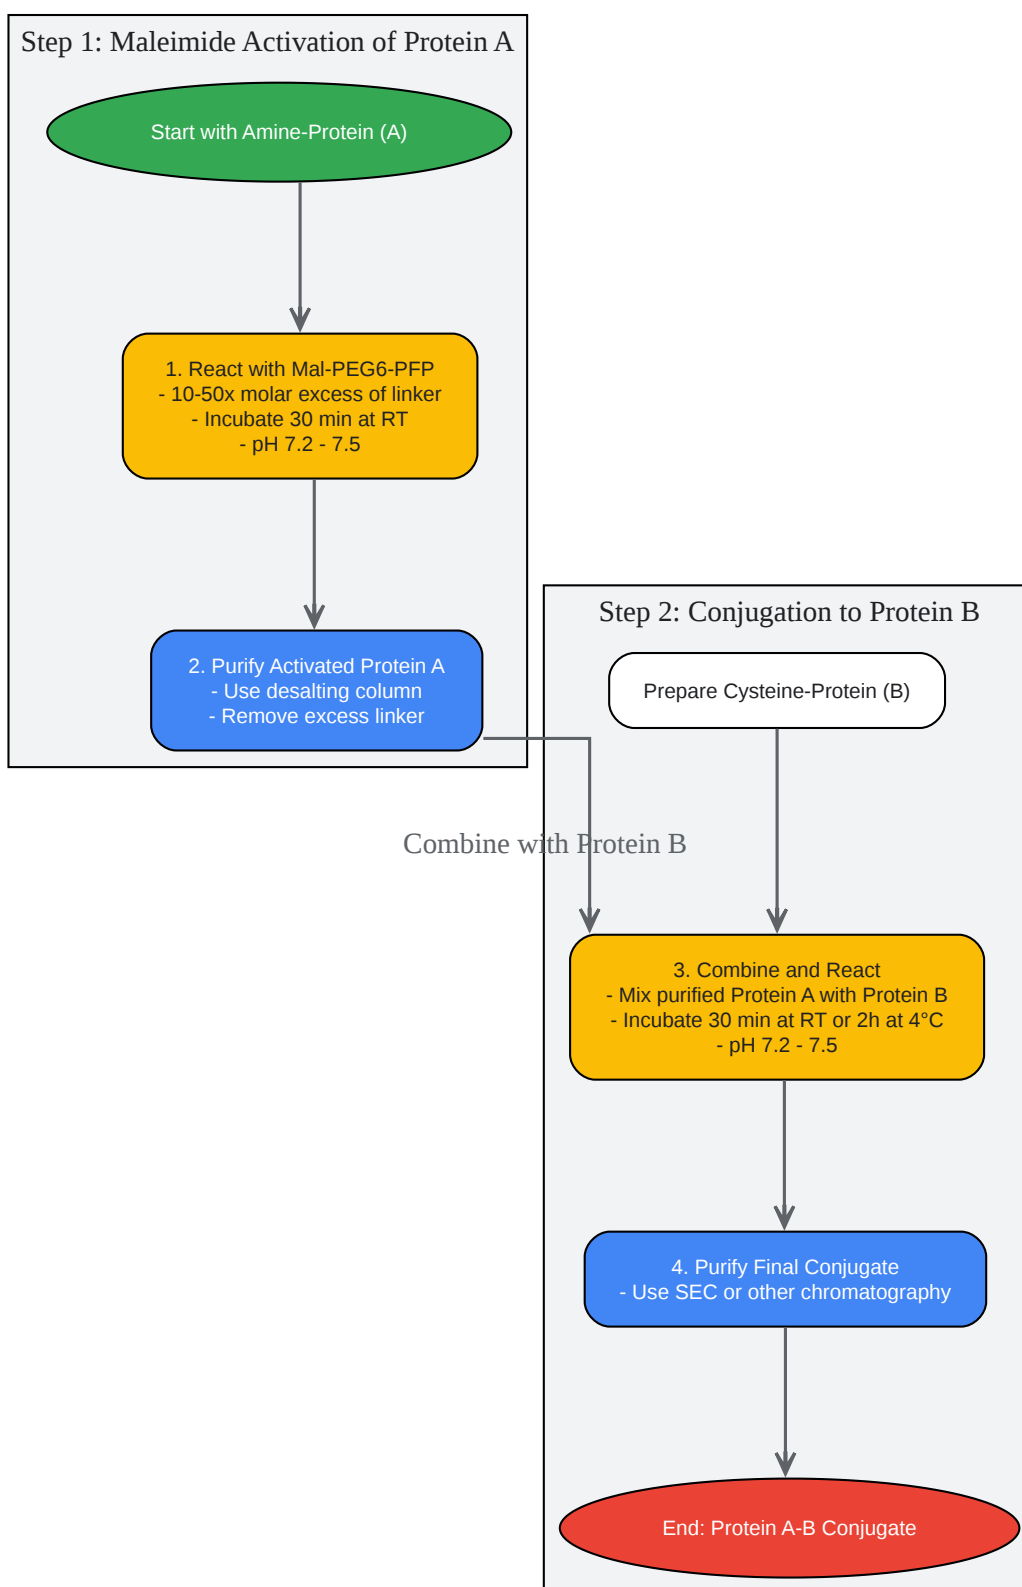 Step 1: Maleimide Activation of Protein A
Start with Amine-Protein (A)
1. React with Mal-PEG6-PFP
- 10-50x molar excess of linker
- Incubate 30 min at RT
- pH 7.2 - 7.5
2. Purify Activated Protein A
- Use desalting column
- Remove excess linker
Step 2: Conjugation to Protein B
Prepare Cysteine-Protein (B)
Combine with Protein B
3. Combine and React
- Mix purified Protein A with Protein B
- Incubate 30 min at RT or 2h at 4°C
- pH 7.2 - 7.5
4. Purify Final Conjugate
- Use SEC or other chromatography
End: Protein A-B Conjugate